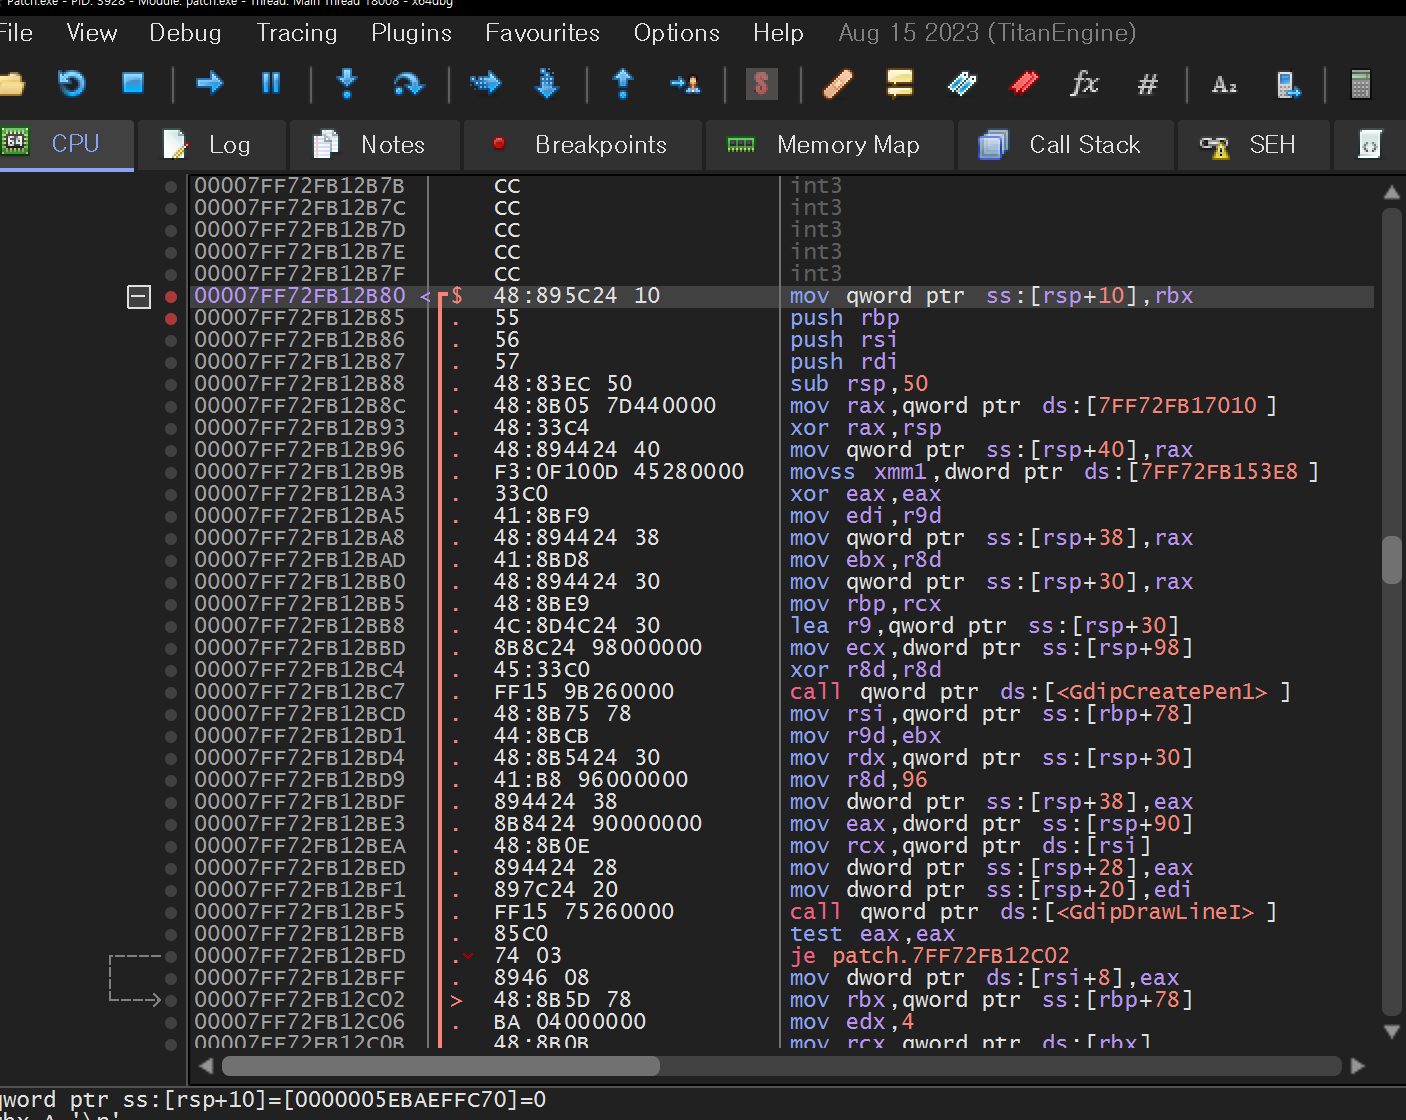 Patch.exe - PID: 3928 - Module: patch.exe - Thread: Main Thread 18008 - x64dbg
File View Debug Tracing Plugins Favourites Options Help Aug 15 2023 (TitanEngine)
$ fx # A₂
64 CPU Log Notes Breakpoints Memory Map Call Stack SEH
00007FF72FB12B7B CC int3
00007FF72FB12B7C CC int3
00007FF72FB12B7D CC int3
00007FF72FB12B7E CC int3
00007FF72FB12B7F CC int3
00007FF72FB12B80 < $ 48:895C24 10 mov qword ptr ss:[rsp+10],rbx
00007FF72FB12B85 . 55 push rbp
00007FF72FB12B86 . 56 push rsi
00007FF72FB12B87 . 57 push rdi
00007FF72FB12B88 . 48:83EC 50 sub rsp,50
00007FF72FB12B8C . 48:8B05 7D440000 mov rax,qword ptr ds:[7FF72FB17010]
00007FF72FB12B93 . 48:33C4 xor rax,rsp
00007FF72FB12B96 . 48:894424 40 mov qword ptr ss:[rsp+40],rax
00007FF72FB12B9B . F3:0F100D 45280000 movss xmm1,dword ptr ds:[7FF72FB153E8]
00007FF72FB12BA3 . 33C0 xor eax,eax
00007FF72FB12BA5 . 41:8BF9 mov edi,r9d
00007FF72FB12BA8 . 48:894424 38 mov qword ptr ss:[rsp+38],rax
00007FF72FB12BAD . 41:8BD8 mov ebx,r8d
00007FF72FB12BB0 . 48:894424 30 mov qword ptr ss:[rsp+30],rax
00007FF72FB12BB5 . 48:8BE9 mov rbp,rcx
00007FF72FB12BB8 . 4C:8D4C24 30 lea r9,qword ptr ss:[rsp+30]
00007FF72FB12BBD . 8B8C24 98000000 mov ecx,dword ptr ss:[rsp+98]
00007FF72FB12BC4 . 45:33C0 xor r8d,r8d
00007FF72FB12BC7 . FF15 9B260000 call qword ptr ds:[<GdipCreatePen1>]
00007FF72FB12BCD . 48:8B75 78 mov rsi,qword ptr ss:[rbp+78]
00007FF72FB12BD1 . 44:8BCB mov r9d,ebx
00007FF72FB12BD4 . 48:8B5424 30 mov rdx,qword ptr ss:[rsp+30]
00007FF72FB12BD9 . 41:B8 96000000 mov r8d,96
00007FF72FB12BDF . 894424 38 mov dword ptr ss:[rsp+38],eax
00007FF72FB12BE3 . 8B8424 90000000 mov eax,dword ptr ss:[rsp+90]
00007FF72FB12BEA . 48:8B0E mov rcx,qword ptr ds:[rsi]
00007FF72FB12BED . 894424 28 mov dword ptr ss:[rsp+28],eax
00007FF72FB12BF1 . 897C24 20 mov dword ptr ss:[rsp+20],edi
00007FF72FB12BF5 . FF15 75260000 call qword ptr ds:[<GdipDrawLineI>]
00007FF72FB12BFB . 85C0 test eax,eax
00007FF72FB12BFD . 74 03 je patch.7FF72FB12C02
00007FF72FB12BFF . 8946 08 mov dword ptr ds:[rsi+8],eax
00007FF72FB12C02 > 48:8B5D 78 mov rbx,qword ptr ss:[rbp+78]
00007FF72FB12C06 . BA 04000000 mov edx,4
00007FF72FB12C0B 48:8B0B mov rcx,qword ptr ds:[rbx]
qword ptr ss:[rsp+10]=[0000005EBAEFFC70]=0
rbx A '\n'